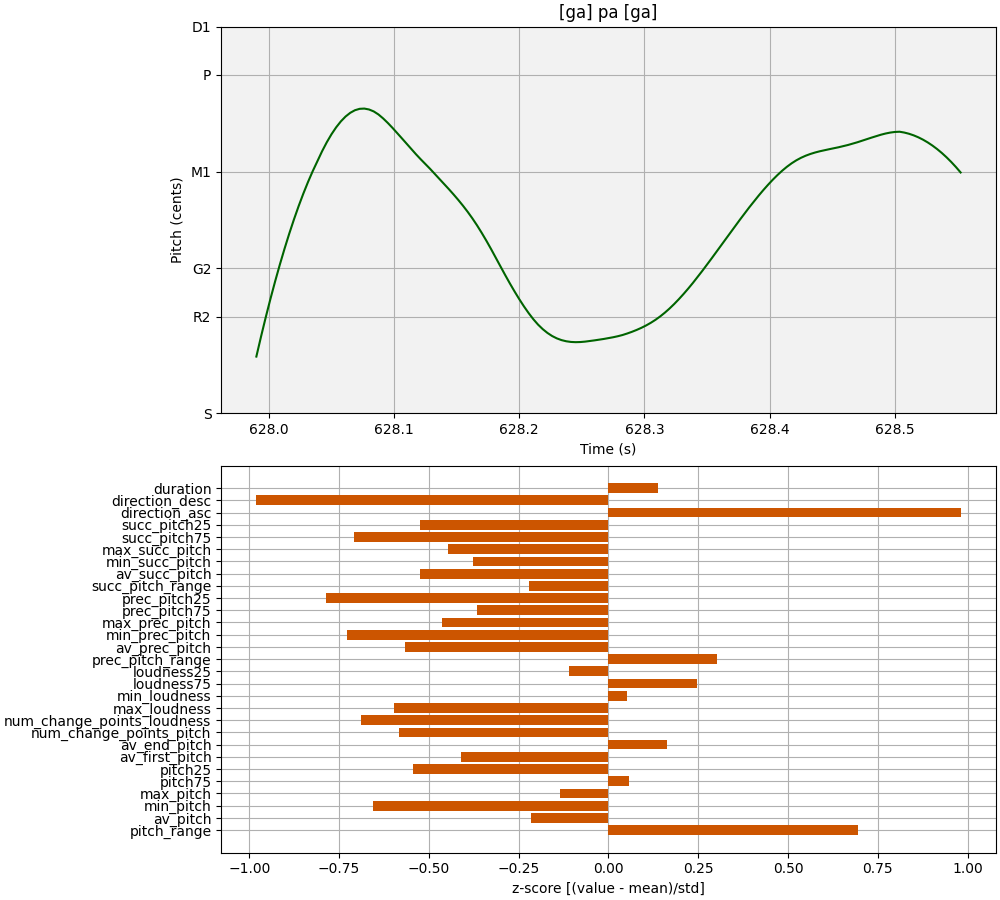 [ga] pa [ga]
D1
P
M1
G2
R2
S
Pitch (cents)
628.0 628.1 628.2 628.3 628.4 628.5
Time (s)
duration
direction_desc
direction_asc
succ_pitch25
succ_pitch75
max_succ_pitch
min_succ_pitch
av_succ_pitch
succ_pitch_range
prec_pitch25
prec_pitch75
max_prec_pitch
min_prec_pitch
av_prec_pitch
prec_pitch_range
loudness25
loudness75
min_loudness
max_loudness
num_change_points_loudness
num_change_points_pitch
av_end_pitch
av_first_pitch
pitch25
pitch75
max_pitch
min_pitch
av_pitch
pitch_range
−1.00 −0.75 −0.50 −0.25 0.00 0.25 0.50 0.75 1.00
z-score [(value - mean)/std]